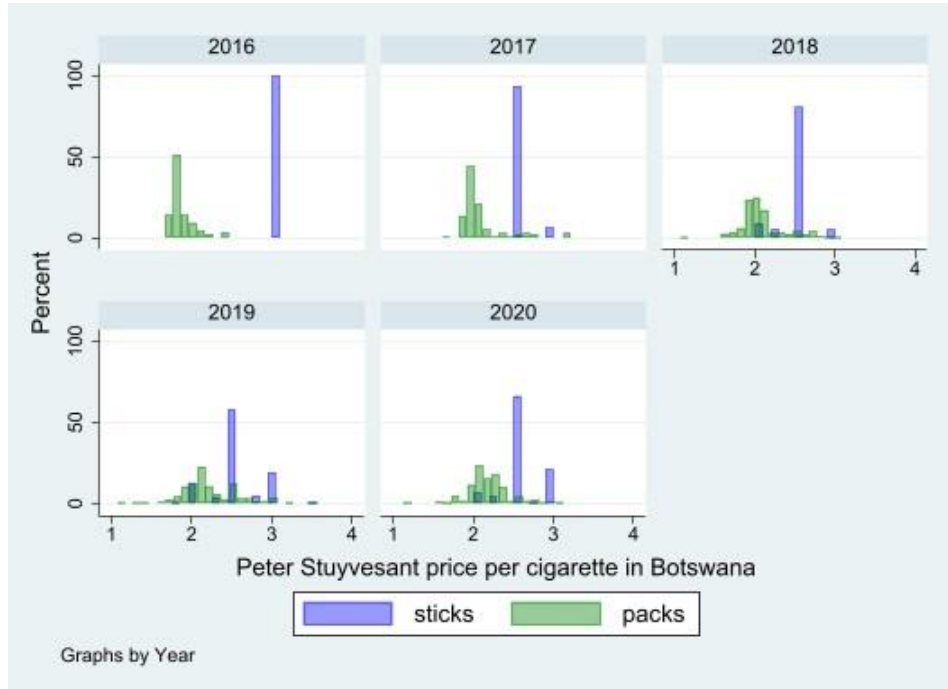 2016 2017 2018
100
50
0
1 2 3 4
2019 2020
100
50
0
1 2 3 4 1 2 3 4
Percent
Peter Stuyvesant price per cigarette in Botswana
sticks packs
Graphs by Year